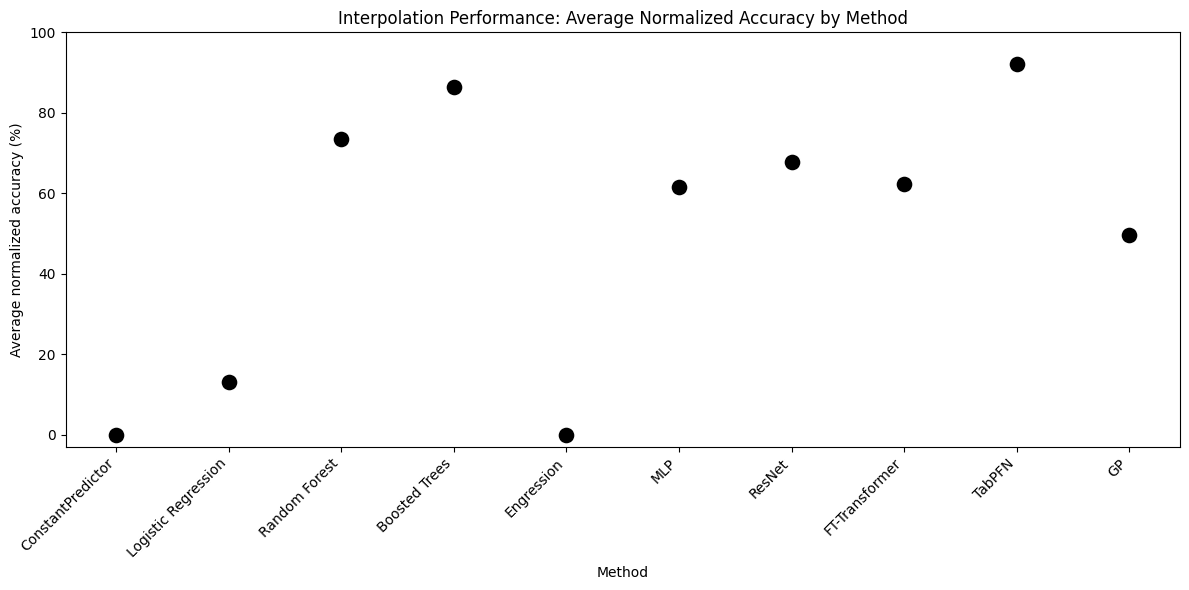 Interpolation Performance: Average Normalized Accuracy by Method
Average normalized accuracy (%)
100
80
60
40
20
0
ConstantPredictor
Logistic Regression
Random Forest
Boosted Trees
Engression
MLP
ResNet
FT-Transformer
TabPFN
GP
Method